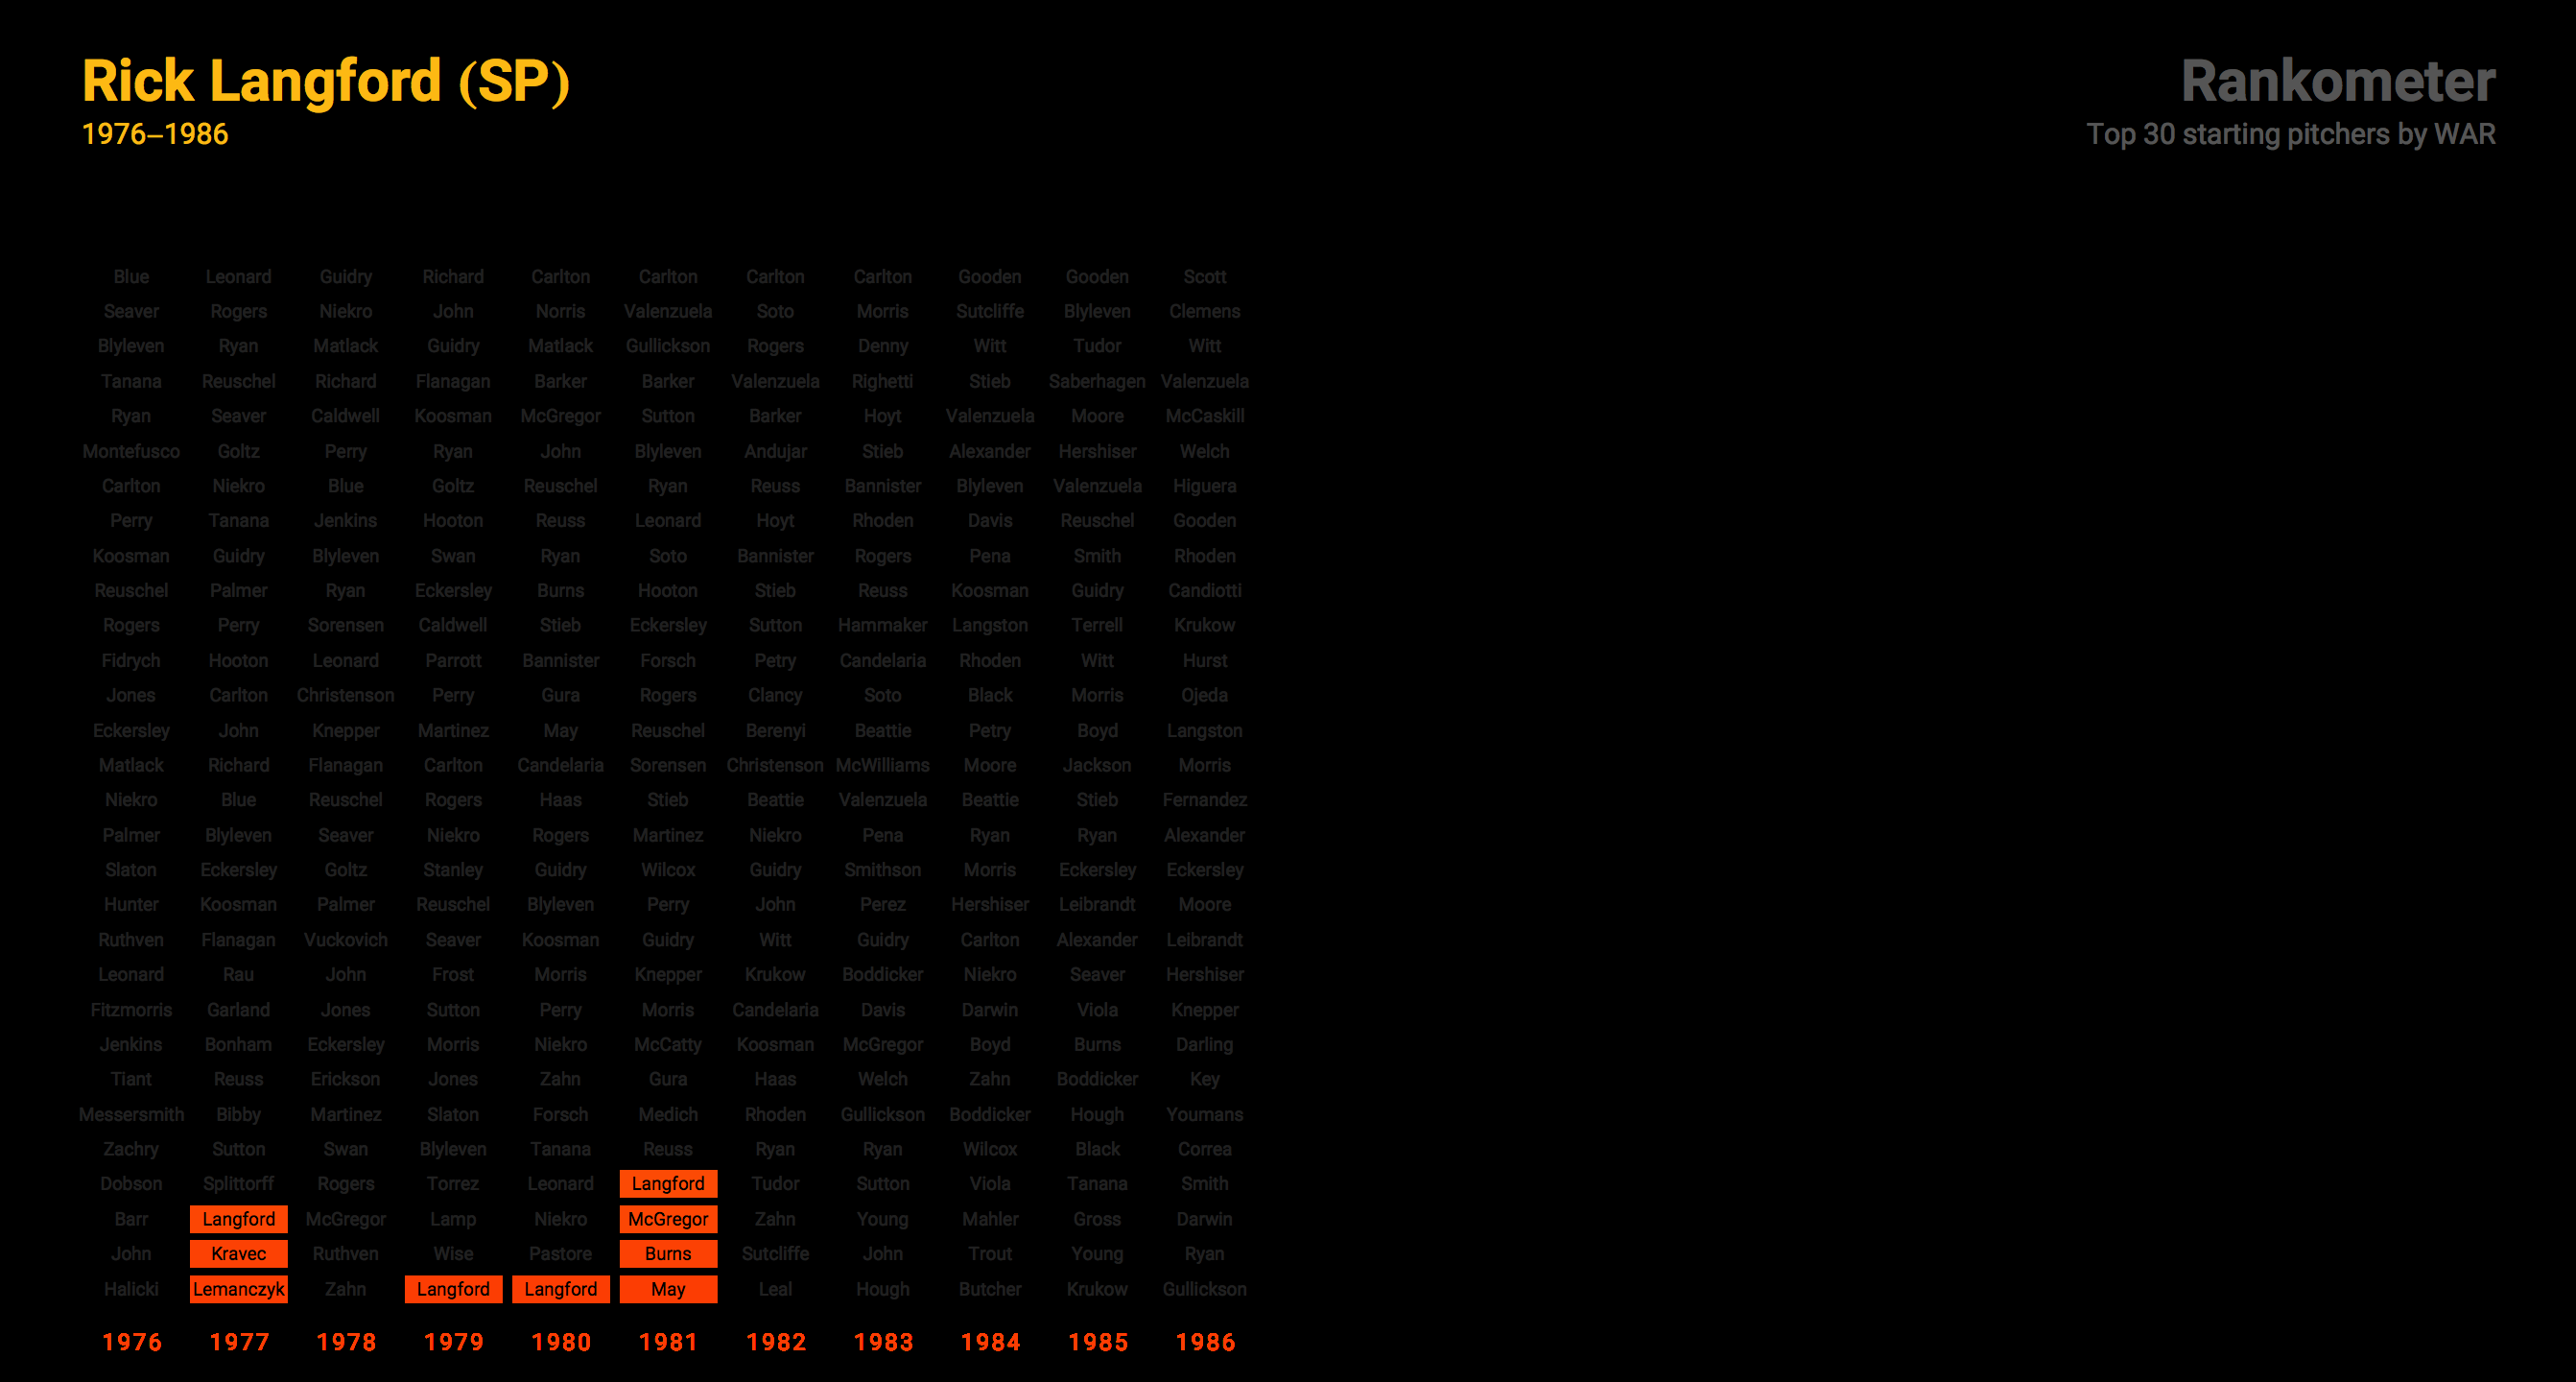 Rick Langford (SP)
1976–1986
Rankometer
Top 30 starting pitchers by WAR
Blue Leonard Guidry Richard Carlton Carlton Carlton Carlton Gooden Gooden Scott
Seaver Rogers Niekro John Norris Valenzuela Soto Morris Sutcliffe Blyleven Clemens
Blyleven Ryan Matlack Guidry Matlack Gullickson Rogers Denny Witt Tudor Witt
Tanana Reuschel Richard Flanagan Barker Barker Valenzuela Righetti Stieb Saberhagen Valenzuela
Ryan Seaver Caldwell Koosman McGregor Sutton Barker Hoyt Valenzuela Moore McCaskill
Montefusco Goltz Perry Ryan John Blyleven Andujar Stieb Alexander Hershiser Welch
Carlton Niekro Blue Goltz Reuschel Ryan Reuss Bannister Blyleven Valenzuela Higuera
Perry Tanana Jenkins Hooton Reuss Leonard Hoyt Rhoden Davis Reuschel Gooden
Koosman Guidry Blyleven Swan Ryan Soto Bannister Rogers Pena Smith Rhoden
Reuschel Palmer Ryan Eckersley Burns Hooton Stieb Reuss Koosman Guidry Candiotti
Rogers Perry Sorensen Caldwell Stieb Eckersley Sutton Hammaker Langston Terrell Krukow
Fidrych Hooton Leonard Parrott Bannister Forsch Petry Candelaria Rhoden Witt Hurst
Jones Carlton Christenson Perry Gura Rogers Clancy Soto Black Morris Ojeda
Eckersley John Knepper Martinez May Reuschel Berenyi Beattie Petry Boyd Langston
Matlack Richard Flanagan Carlton Candelaria Sorensen Christenson McWilliams Moore Jackson Morris
Niekro Blue Reuschel Rogers Haas Stieb Beattie Valenzuela Beattie Stieb Fernandez
Palmer Blyleven Seaver Niekro Rogers Martinez Niekro Pena Ryan Ryan Alexander
Slaton Eckersley Goltz Stanley Guidry Wilcox Guidry Smithson Morris Eckersley Eckersley
Hunter Koosman Palmer Reuschel Blyleven Perry John Perez Hershiser Leibrandt Moore
Ruthven Flanagan Vuckovich Seaver Koosman Guidry Witt Guidry Carlton Alexander Leibrandt
Leonard Rau John Frost Morris Knepper Krukow Boddicker Niekro Seaver Hershiser
Fitzmorris Garland Jones Sutton Perry Morris Candelaria Davis Darwin Viola Knepper
Jenkins Bonham Eckersley Morris Niekro McCatty Koosman McGregor Boyd Burns Darling
Tiant Reuss Erickson Jones Zahn Gura Haas Welch Zahn Boddicker Key
Messersmith Bibby Martinez Slaton Forsch Medich Rhoden Gullickson Boddicker Hough Youmans
Zachry Sutton Swan Blyleven Tanana Reuss Ryan Ryan Wilcox Black Correa
Dobson Splittorff Rogers Torrez Leonard Langford Tudor Sutton Viola Tanana Smith
Barr Langford McGregor Lamp Niekro McGregor Zahn Young Mahler Gross Darwin
John Kravec Ruthven Wise Pastore Burns Sutcliffe John Trout Young Ryan
Halicki Lemanczyk Zahn Langford Langford May Leal Hough Butcher Krukow Gullickson
1976 1977 1978 1979 1980 1981 1982 1983 1984 1985 1986